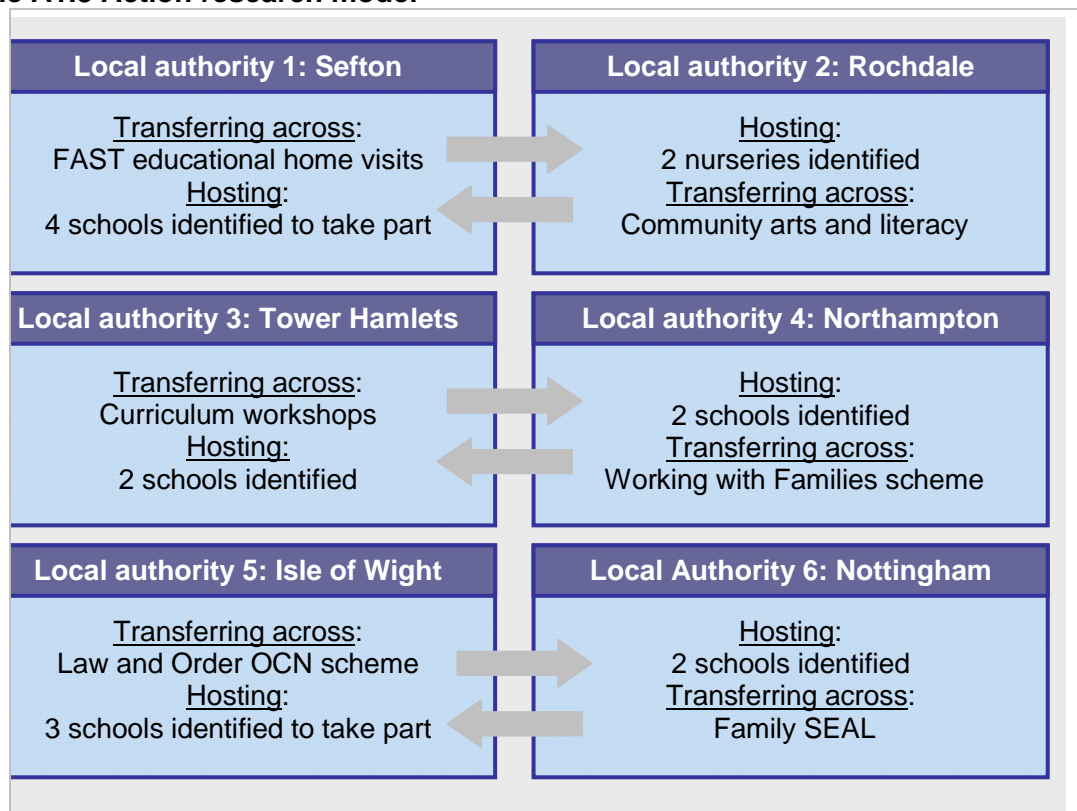 Action research model
Local authority 1: Sefton
Transferring across:
FAST educational home visits
Hosting:
4 schools identified to take part
Local authority 2: Rochdale
Hosting:
2 nurseries identified
Transferring across:
Community arts and literacy
Local authority 3: Tower Hamlets
Transferring across:
Curriculum workshops
Hosting:
2 schools identified
Local authority 4: Northampton
Hosting:
2 schools identified
Transferring across:
Working with Families scheme
Local authority 5: Isle of Wight
Transferring across:
Law and Order OCN scheme
Hosting:
3 schools identified to take part
Local Authority 6: Nottingham
Hosting:
2 schools identified
Transferring across:
Family SEAL